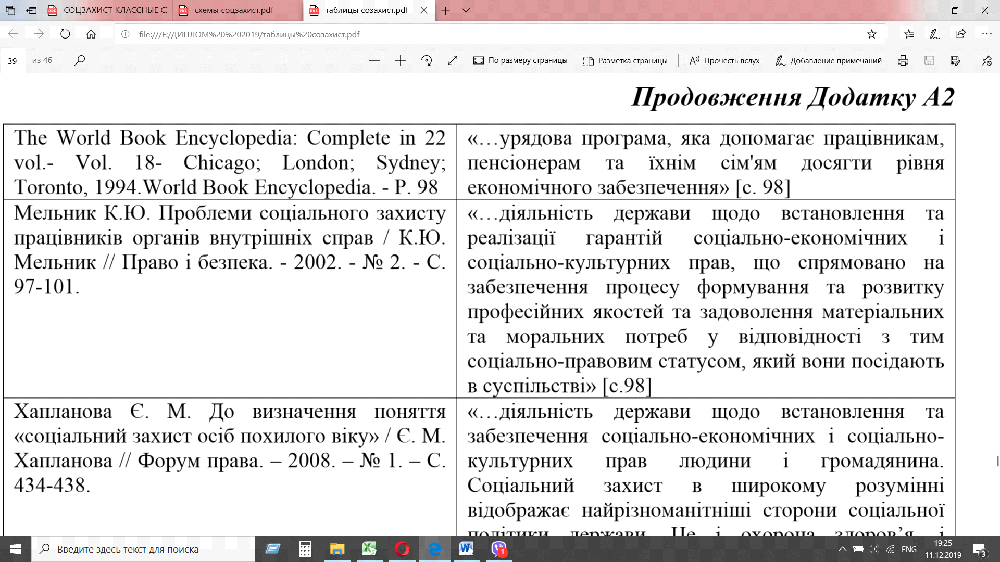 СОЦЗАХИСТ КЛАССНЫЕ С
схемы соцзахист.pdf
таблицы созахист.pdf
file:///F:/ДИПЛОМ%20%202019/таблицы%20созахист.pdf
39 из 46
По размеру страницы
Разметка страницы
Прочесть вслух
Добавление примечаний
Продовження Додатку А2
The World Book Encyclopedia: Complete in 22
vol.- Vol. 18- Chicago; London; Sydney;
Toronto, 1994.World Book Encyclopedia. - P. 98
«…урядова програма, яка допомагає працівникам,
пенсіонерам та їхнім сім'ям досягти рівня
економічного забезпечення» [с. 98]
Мельник К.Ю. Проблеми соціального захисту
працівників органів внутрішніх справ / К.Ю.
Мельник // Право і безпека. - 2002. - № 2. - С.
97-101.
«…діяльність держави щодо встановлення та
реалізації гарантій соціально-економічних і
соціально-культурних прав, що спрямовано на
забезпечення процесу формування та розвитку
професійних якостей та задоволення матеріальних
та моральних потреб у відповідності з тим
соціально-правовим статусом, який вони посідають
в суспільстві» [с.98]
Хапланова Є. М. До визначення поняття
«соціальний захист осіб похилого віку» / Є. М.
Хапланова // Форум права. – 2008. – № 1. – С.
434-438.
«…діяльність держави щодо встановлення та
забезпечення соціально-економічних і соціально-
культурних прав людини і громадянина.
Соціальний захист в широкому розумінні
відображає найрізноманітніші сторони соціальної
політики держави. Це і охорона здоров’я, і
Введите здесь текст для поиска
1
ENG
19:25
11.12.2019
3